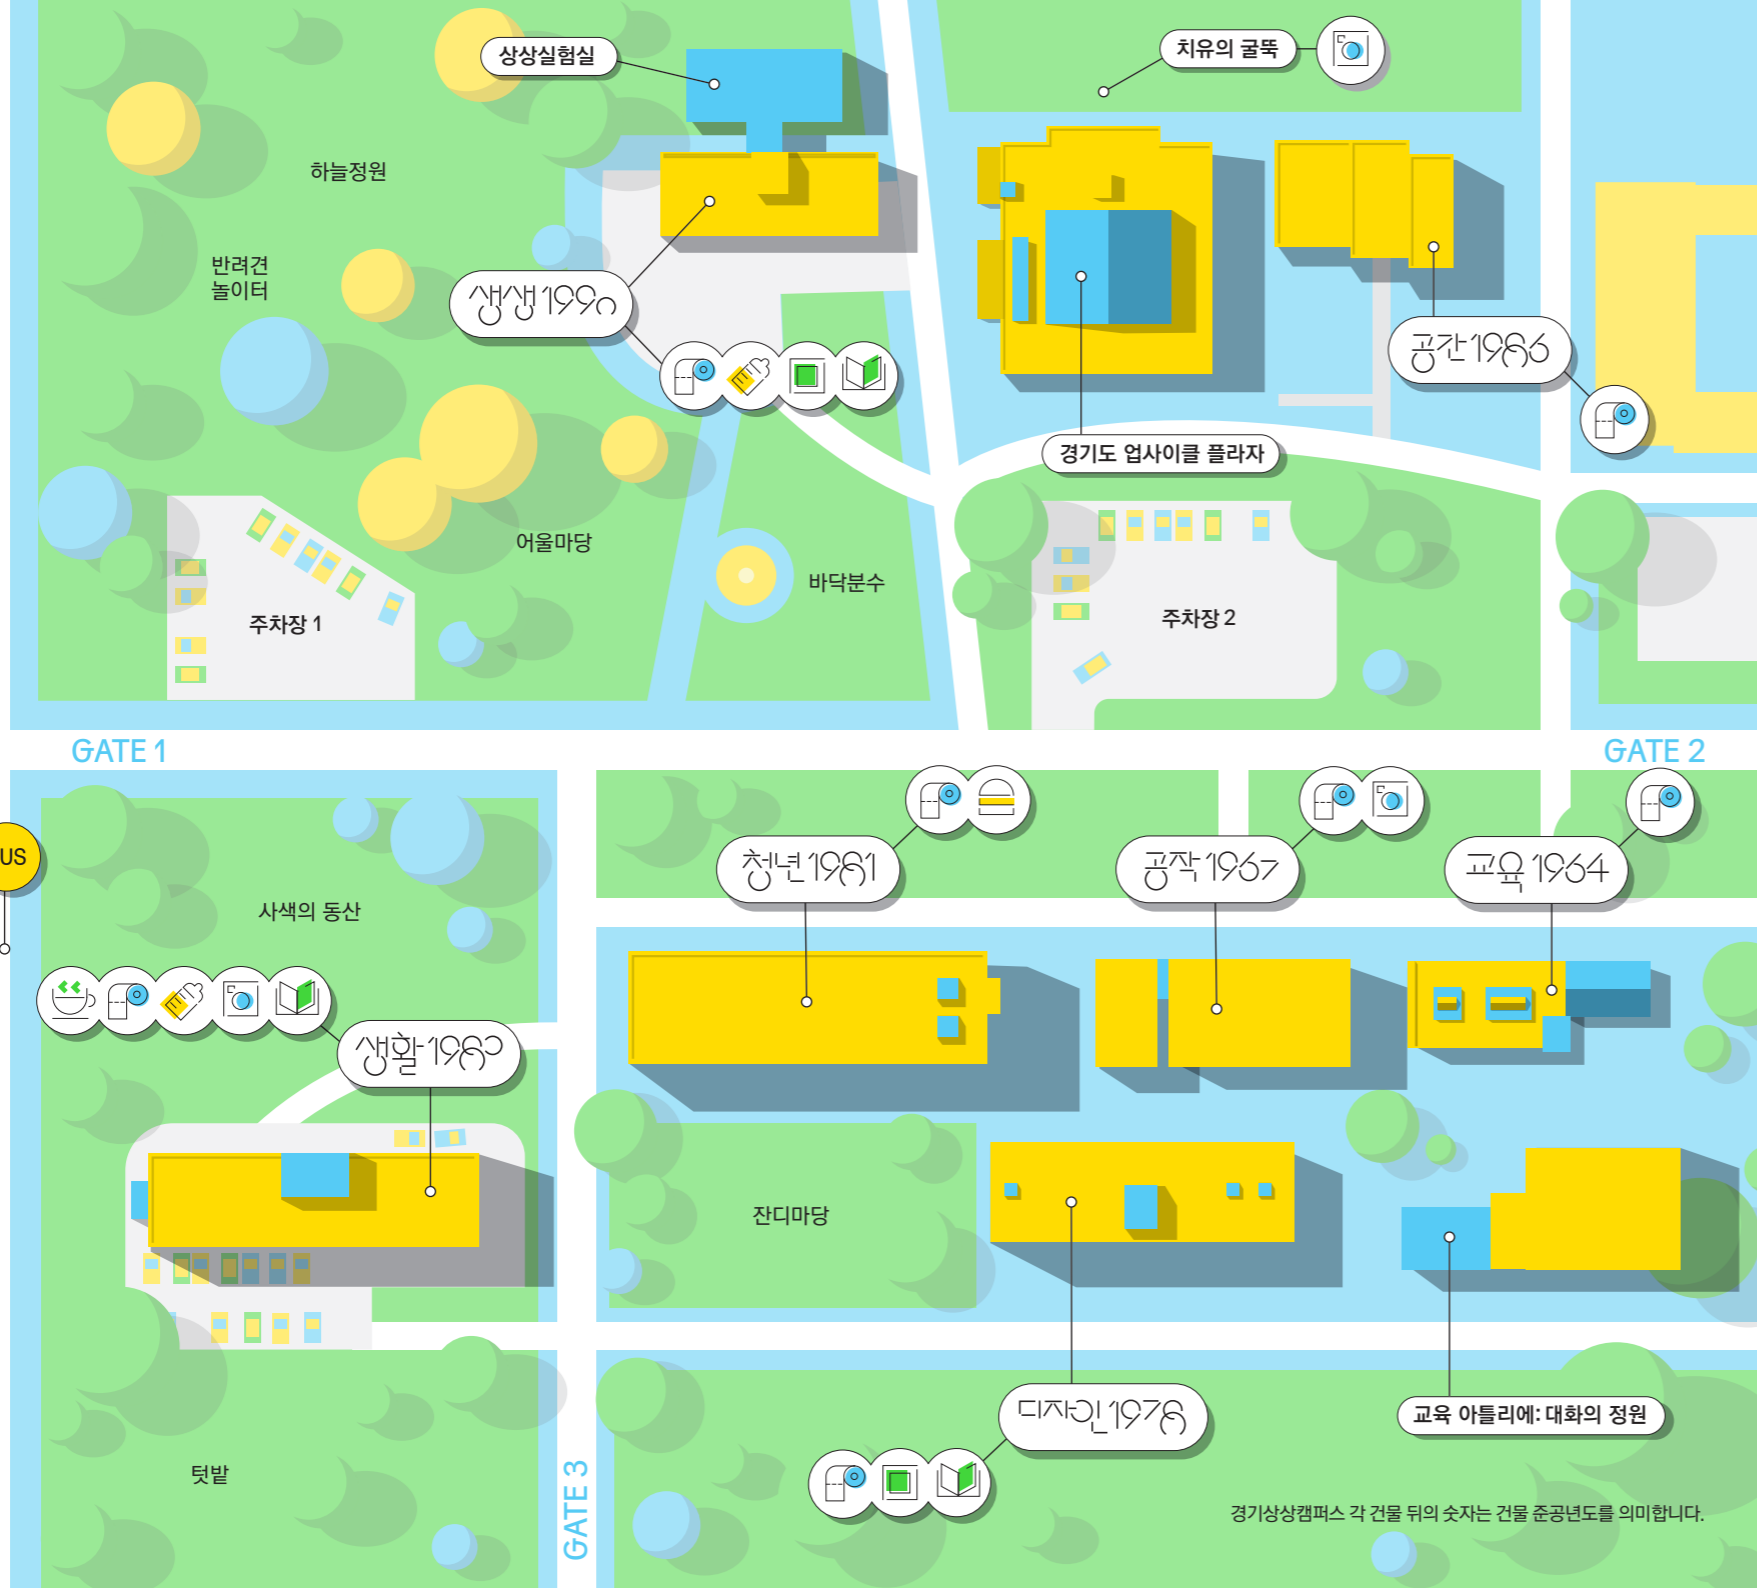 상상실험실
치유의 굴뚝
하늘정원
반려견
놀이터
생생1990
공간1986
경기도 업사이클 플라자
어울마당
바닥분수
주차장 1
주차장 2
GATE 1
GATE 2
US
청년1981
공작1967
교육1964
사색의 동산
생활1980
잔디마당
디자인1978
교육 아틀리에: 대화의 정원
텃밭
GATE 3
경기상상캠퍼스 각 건물 뒤의 숫자는 건물 준공년도를 의미합니다.